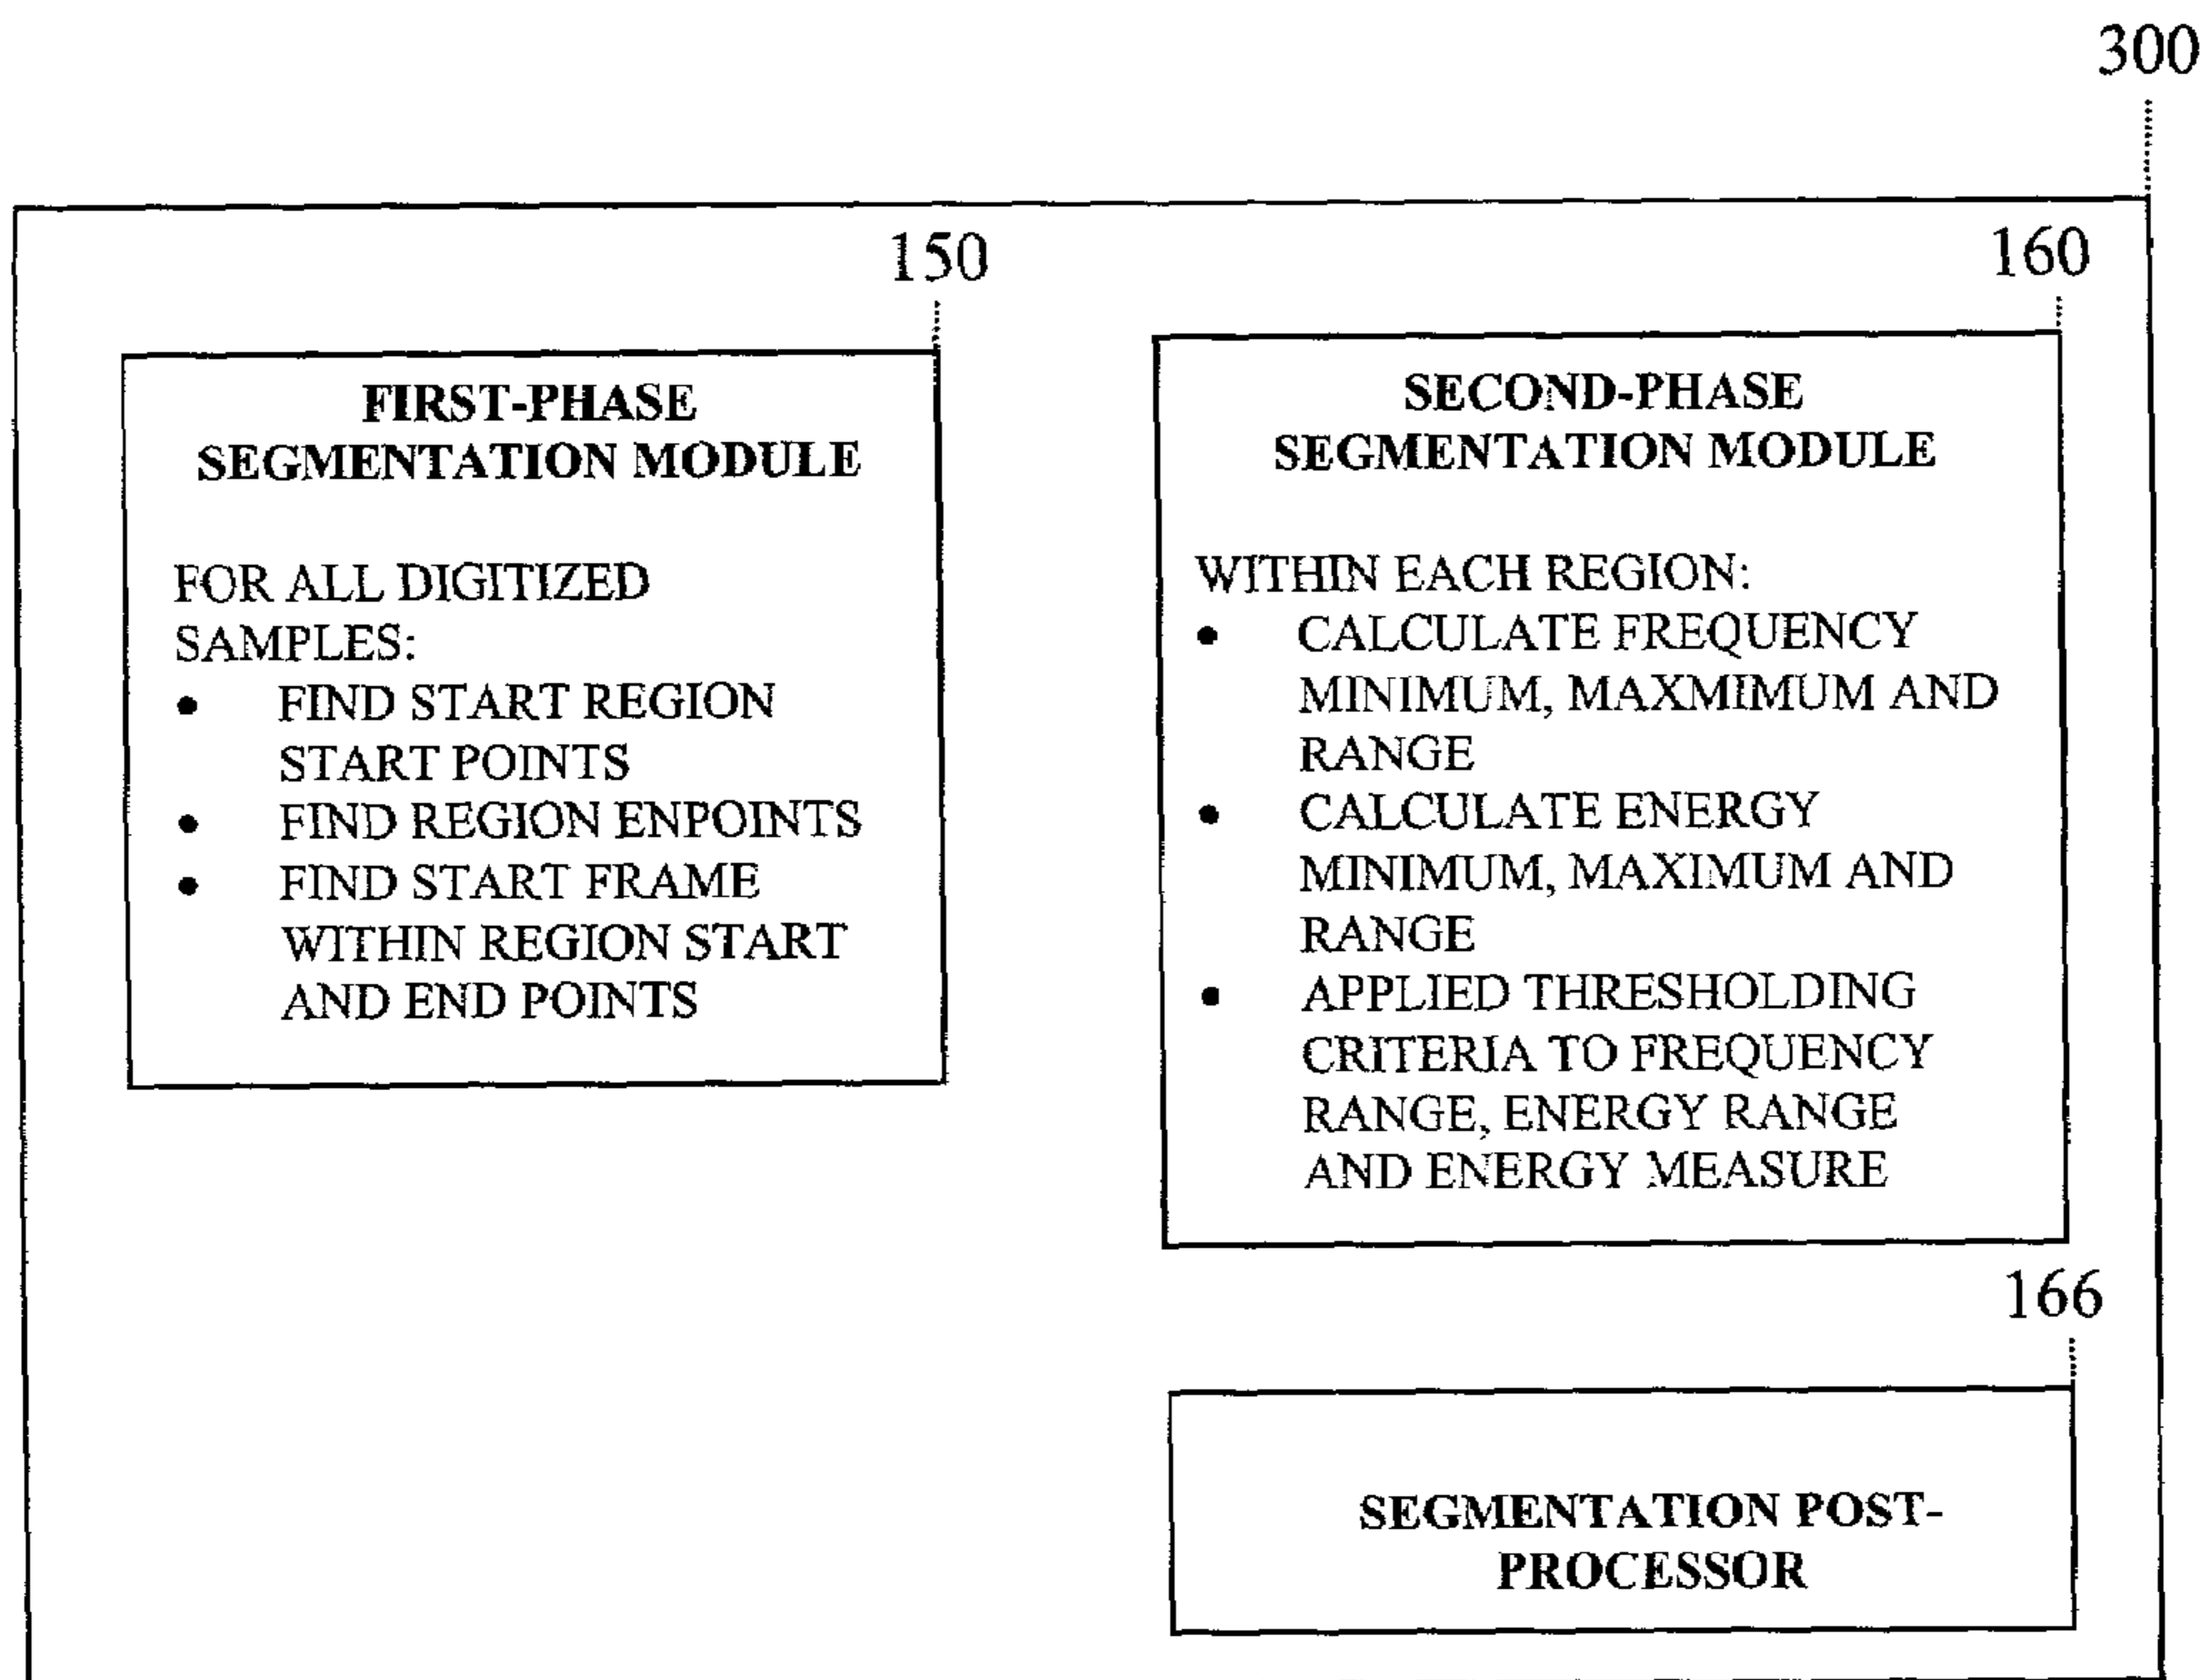 300
150
FIRST-PHASE
SEGMENTATION MODULE
FOR ALL DIGITIZED
SAMPLES:
• FIND START REGION
START POINTS
• FIND REGION ENPOINTS
• FIND START FRAME
WITHIN REGION START
AND END POINTS
160
SECOND-PHASE
SEGMENTATION MODULE
WITHIN EACH REGION:
• CALCULATE FREQUENCY
MINIMUM, MAXMIMUM AND
RANGE
• CALCULATE ENERGY
MINIMUM, MAXIMUM AND
RANGE
• APPLIED THRESHOLDING
CRITERIA TO FREQUENCY
RANGE, ENERGY RANGE
AND ENERGY MEASURE
166
SEGMENTATION POST-
PROCESSOR